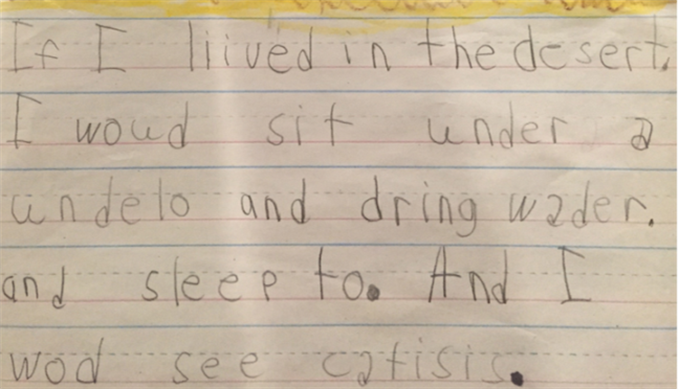 If I liived in the desert.
I woud sit under a
undelo and dring wader.
and sleep to. And I
wod see catisis.